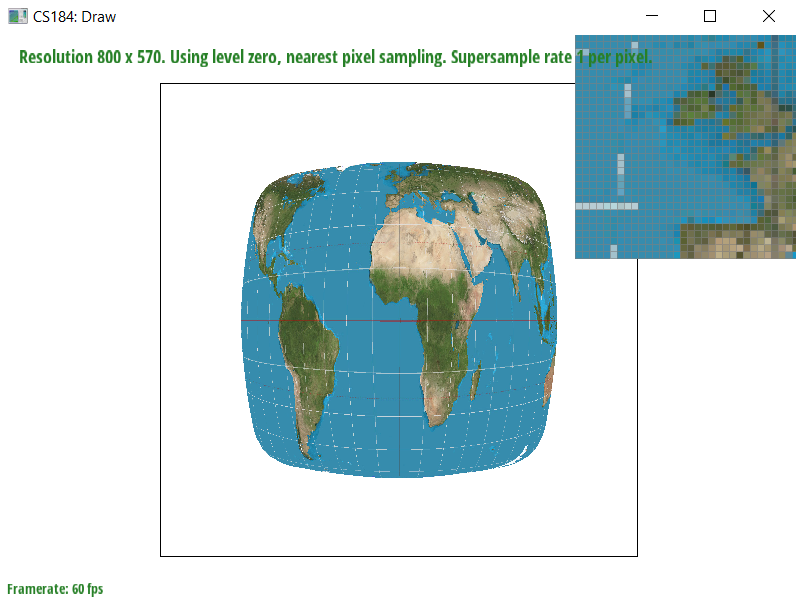 CS184: Draw
Resolution 800 x 570. Using level zero, nearest pixel sampling. Supersample rate 1 per pixel.
Framerate: 60 fps